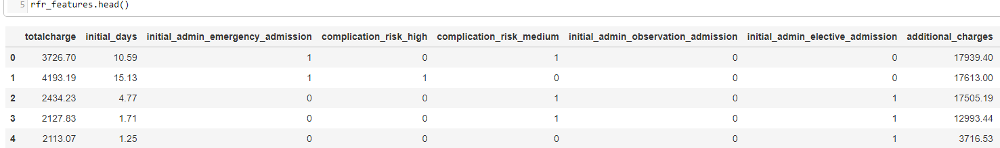 5 rfr_features.head()
totalcharge initial_days initial_admin_emergency_admission complication_risk_high complication_risk_medium initial_admin_observation_admission initial_admin_elective_admission additional_charges
0 3726.70 10.59 1 0 1 0 0 17939.40
1 4193.19 15.13 1 1 0 0 0 17613.00
2 2434.23 4.77 0 0 1 0 1 17505.19
3 2127.83 1.71 0 0 1 0 1 12993.44
4 2113.07 1.25 0 0 0 0 1 3716.53